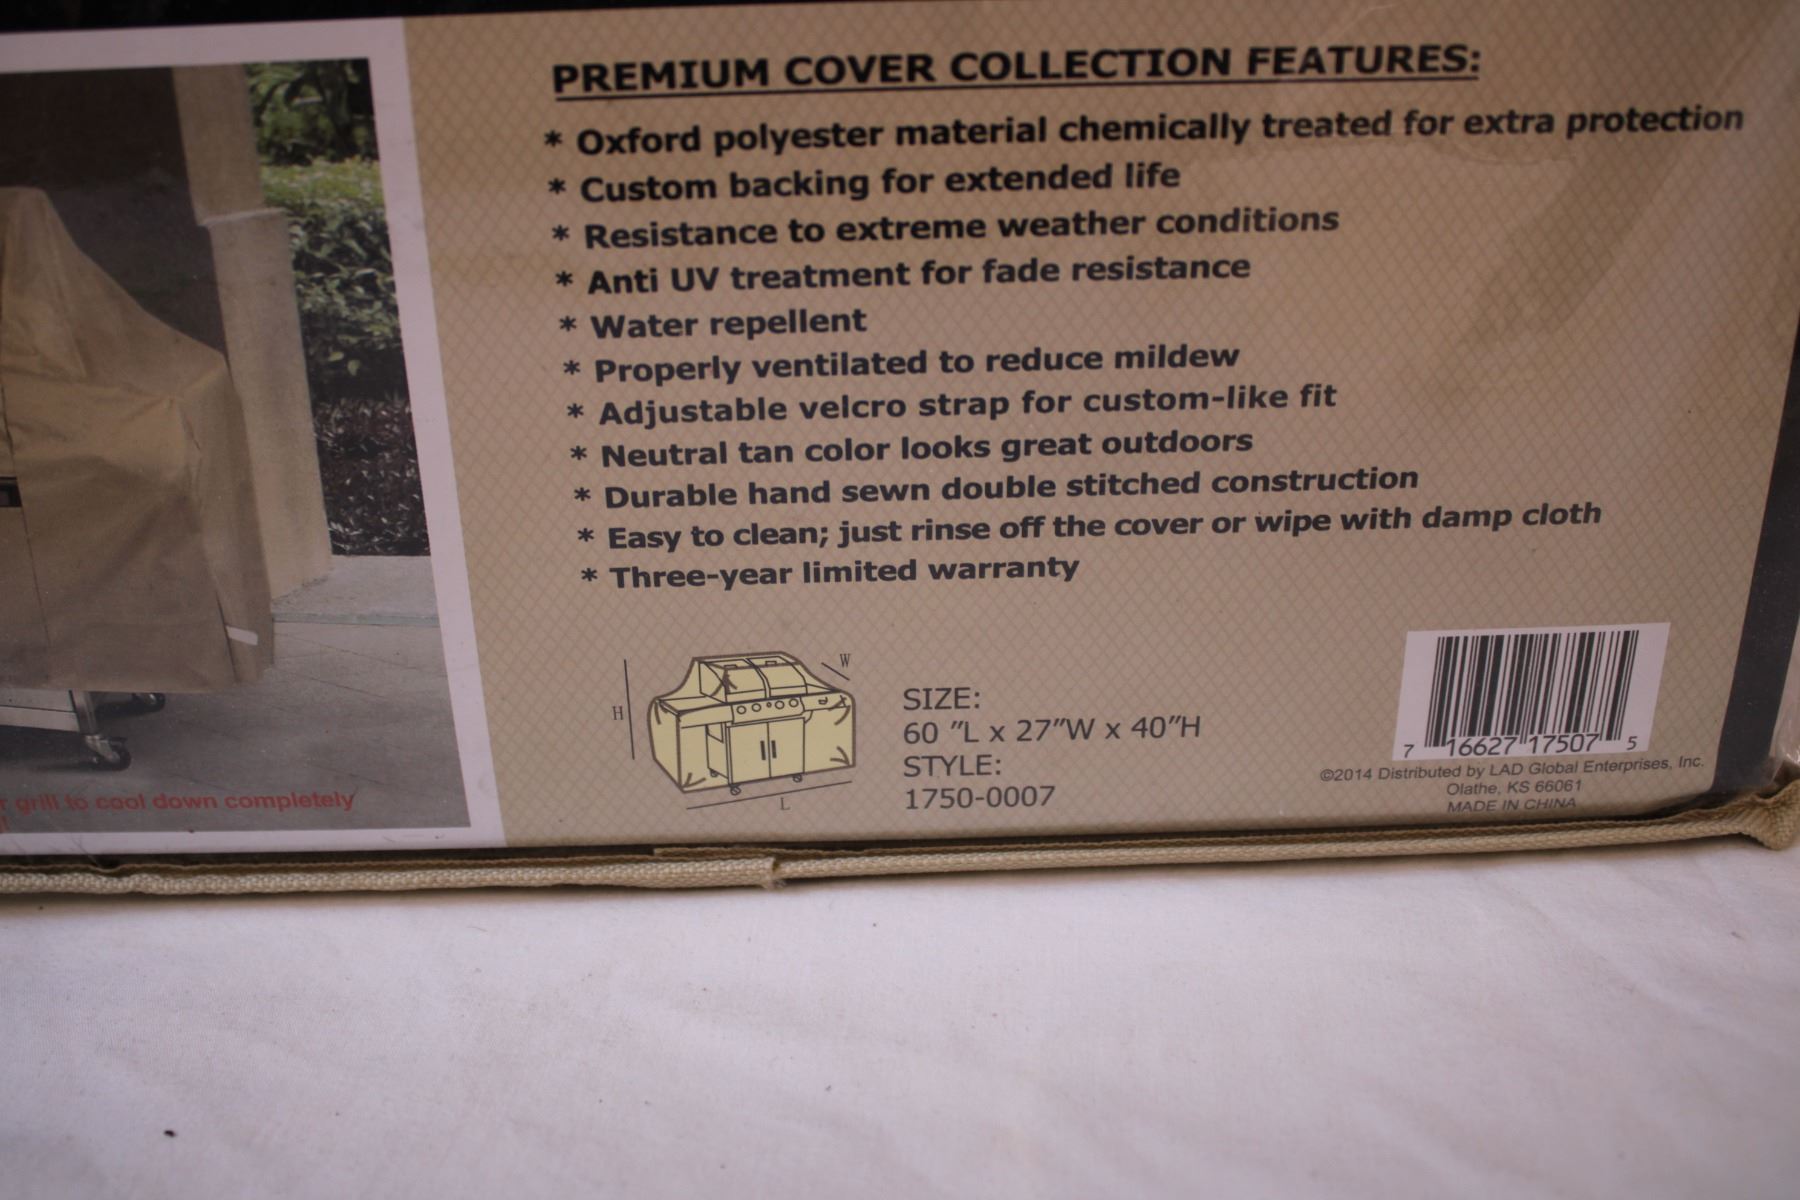 PREMIUM COVER COLLECTION FEATURES:
* Oxford polyester material chemically treated for extra protection
* Custom backing for extended life
* Resistance to extreme weather conditions
* Anti UV treatment for fade resistance
* Water repellent
* Properly ventilated to reduce mildew
* Adjustable velcro strap for custom-like fit
* Neutral tan color looks great outdoors
* Durable hand sewn double stitched construction
* Easy to clean; just rinse off the cover or wipe with damp cloth
* Three-year limited warranty
H
W
L
SIZE:
60 "L x 27"W x 40"H
STYLE:
1750-0007
7 16627 17507 5
©2014 Distributed by LAD Global Enterprises, Inc.
Olathe, KS 66061
MADE IN CHINA
grill to cool down completely